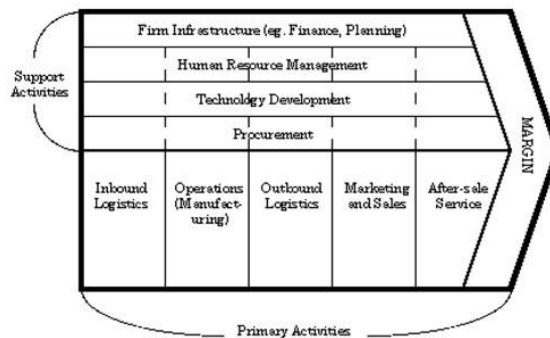 Firm Infrastructure (eg. Finance, Planning)
Human Resource Management
Support
Activities
Technology Development
Procurement
MARGIN
Inbound
Logistics
Operations
(Manufact-
uring)
Outbound
Logistics
Marketing
and Sales
After-sale
Service
Primary Activities